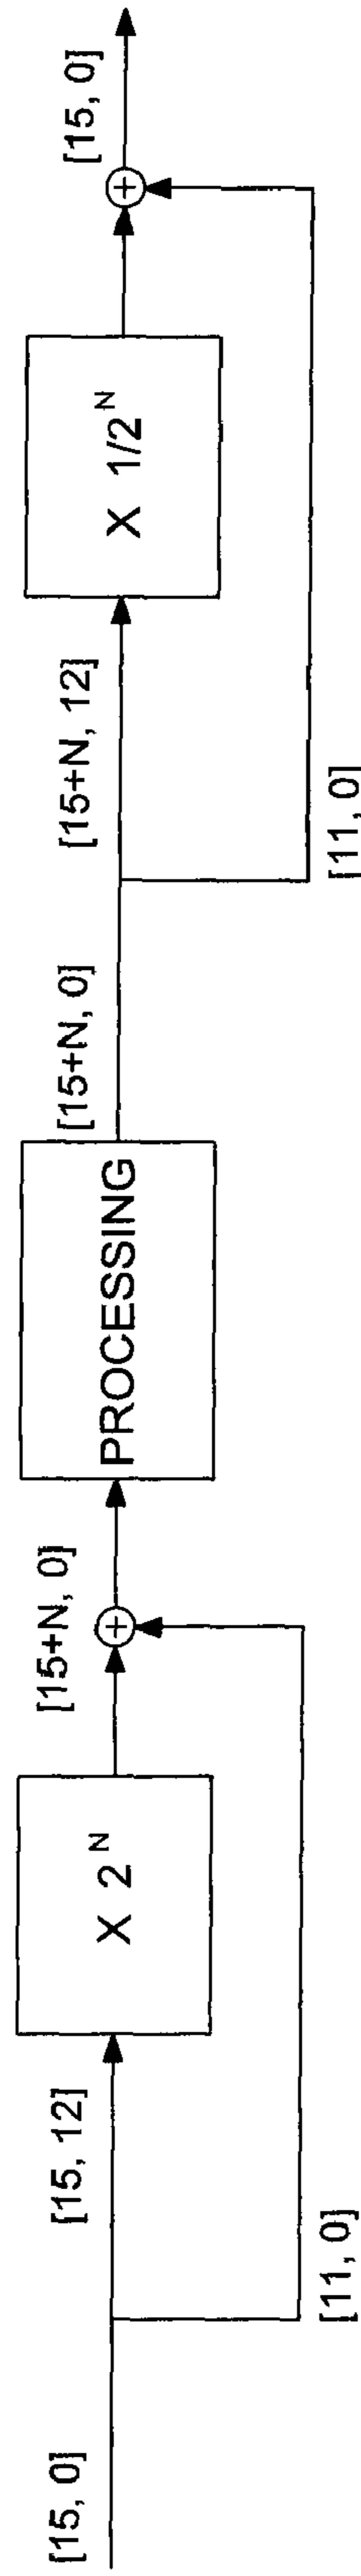 [15, 0]
[15, 12]
X 2^N
[15+N, 0]
[11, 0]
PROCESSING
[15+N, 0]
[15+N, 12]
X 1/2^N
[15, 0]
[11, 0]